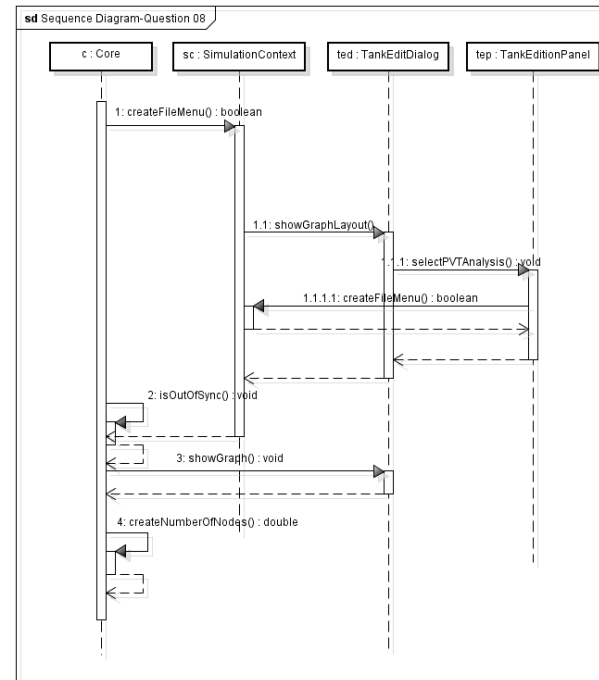 sd Sequence Diagram-Question 08
c : Core
sc : SimulationContext
ted : TankEditDialog
tep : TankEditionPanel
1: createFileMenu() : boolean
1.1: showGraphLayout()
1.1.1: selectPVTAnalysis() : void
1.1.1.1: createFileMenu() : boolean
2: isOutOfSync() : void
3: showGraph() : void
4: createNumberOfNodes() : double